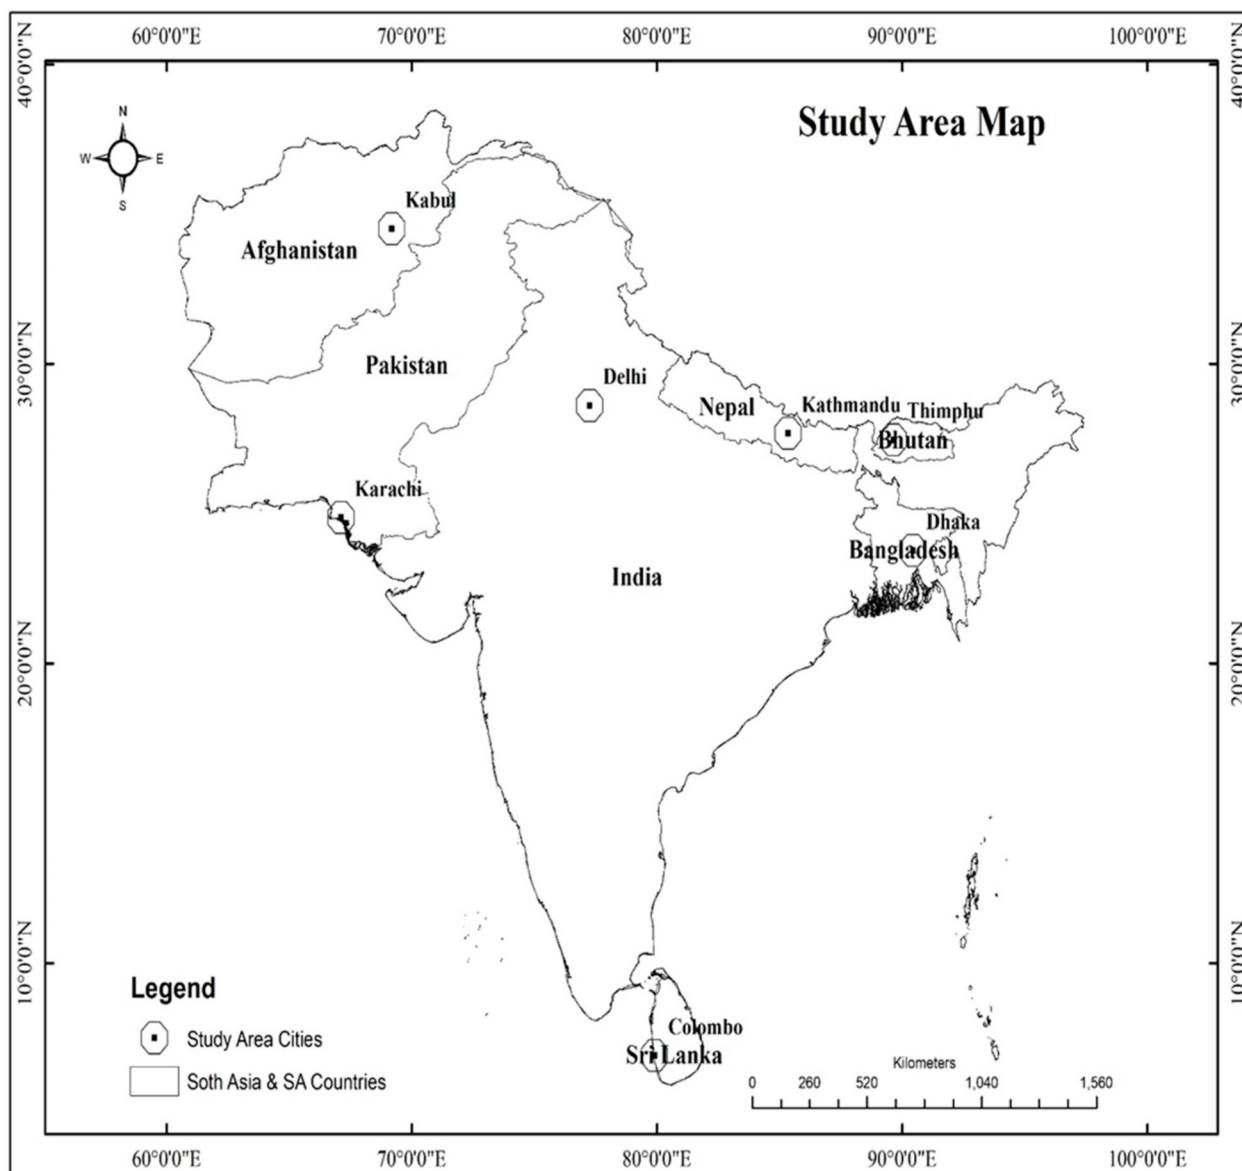 60°0'0"E 70°0'0"E 80°0'0"E 90°0'0"E 100°0'0"E
40°0'0"N
40°0'0"N
Study Area Map
N
W E
S
Kabul
Afghanistan
Pakistan
30°0'0"N
30°0'0"N
Delhi
Nepal
Kathmandu
Thimphu
Bhutan
Karachi
Dhaka
Bangladesh
India
20°0'0"N
20°0'0"N
10°0'0"N
10°0'0"N
Colombo
Sri Lanka
Legend
Study Area Cities
Soth Asia & SA Countries
Kilometers
0 260 520 1,040 1,560
60°0'0"E 70°0'0"E 80°0'0"E 90°0'0"E 100°0'0"E